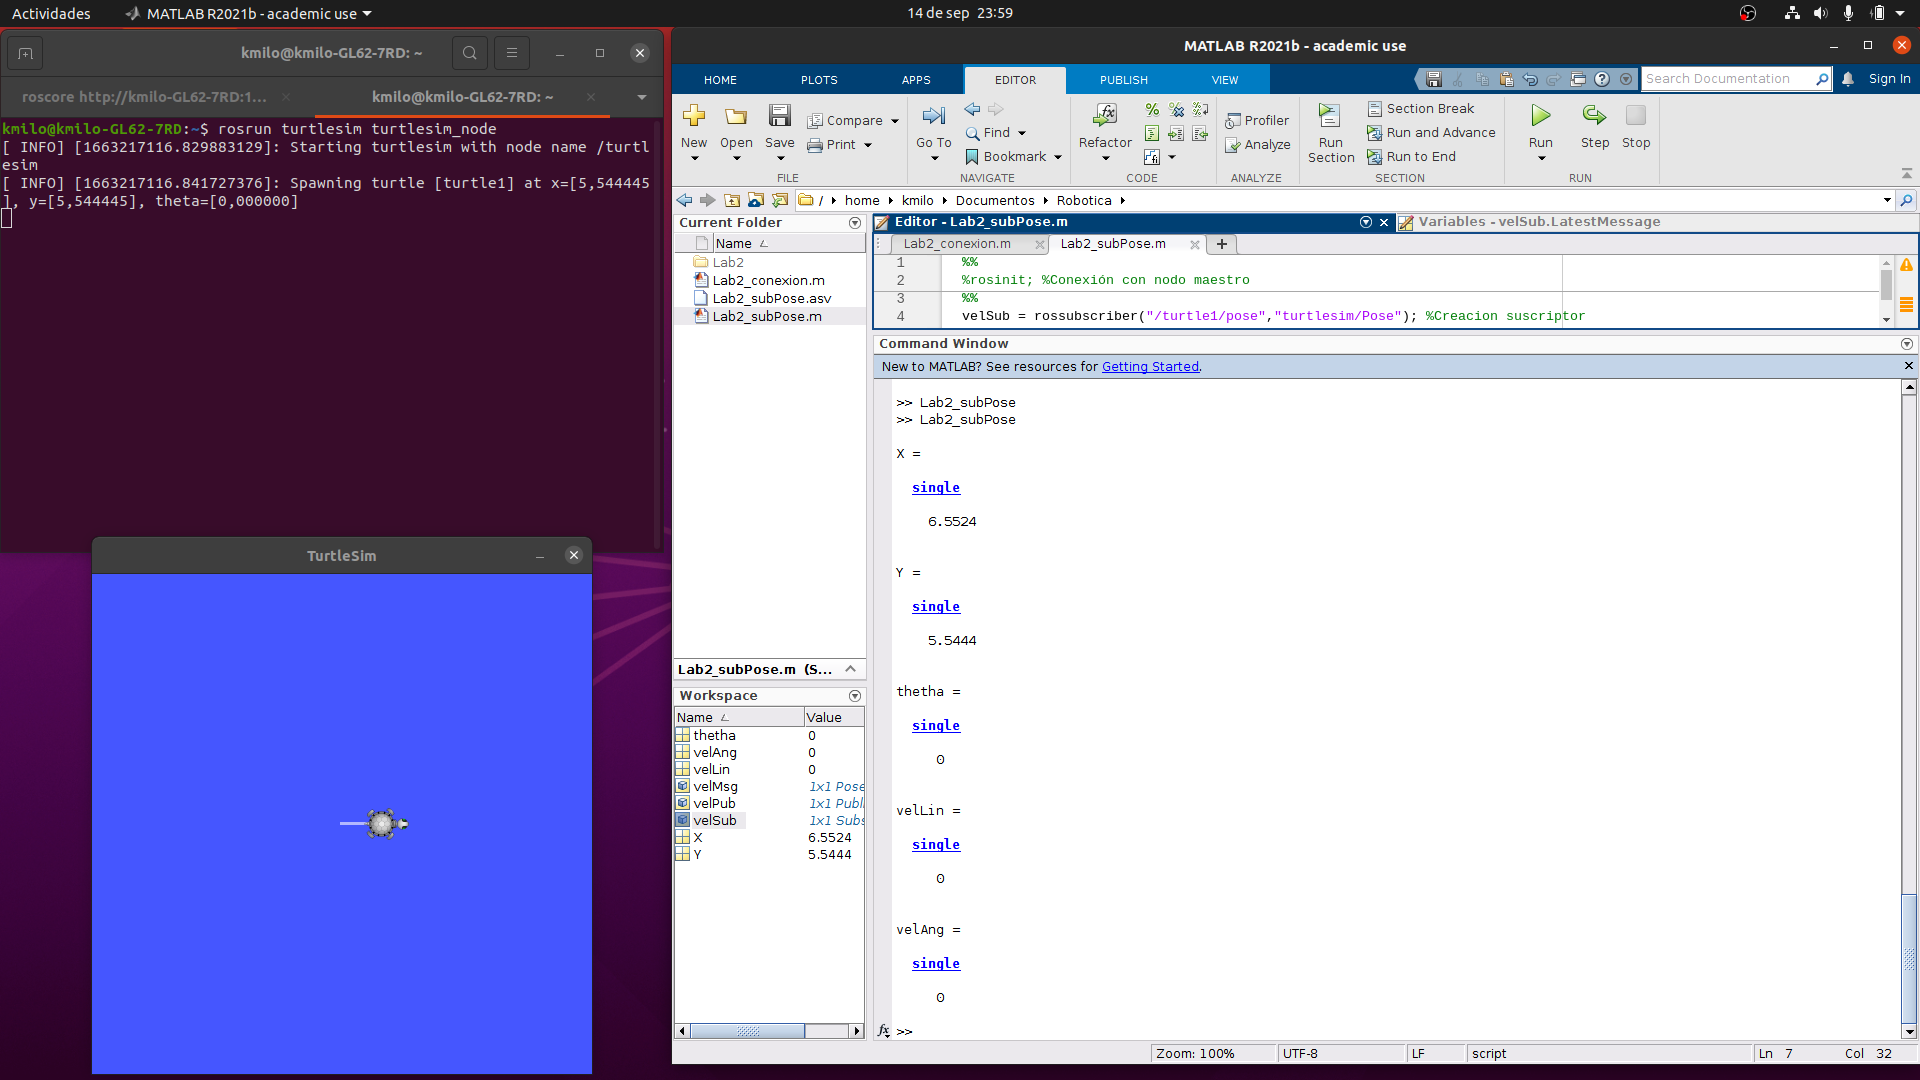 Actividades
MATLAB R2021b - academic use
14 de sep  23:59
kmilo@kmilo-GL62-7RD: ~
roscore http://kmilo-GL62-7RD:1...
kmilo@kmilo-GL62-7RD: ~
kmilo@kmilo-GL62-7RD:~$ rosrun turtlesim turtlesim_node
[ INFO] [1663217116.829883129]: Starting turtlesim with node name /turtl
esim
[ INFO] [1663217116.841727376]: Spawning turtle [turtle1] at x=[5,544445
], y=[5,544445], theta=[0,000000]
TurtleSim
MATLAB R2021b - academic use
HOME PLOTS APPS EDITOR PUBLISH VIEW
Search Documentation
Sign In
New Open Save
Compare
Print
FILE
Go To
Find
Bookmark
NAVIGATE
Refactor
CODE
Profiler
Analyze
ANALYZE
Run
Section
Section Break
Run and Advance
Run to End
SECTION
Run Step Stop
RUN
/ home Documentos kmilo Robotica
Current Folder
Name
Lab2
Lab2_conexion.m
Lab2_subPose.asv
Lab2_subPose.m
Lab2_subPose.m (S...
Workspace
Name Value
thetha 0
velAng 0
velLin 0
velMsg 1x1 Pose
velPub 1x1 Publ
velSub 1x1 Subs
X 6.5524
Y 5.5444
Editor - Lab2_subPose.m
Variables - velSub.LatestMessage
Lab2_conexion.m
Lab2_subPose.m
1 %%
2 %rosinit; %Conexión con nodo maestro
3 %%
4 velSub = rossubscriber("/turtle1/pose","turtlesim/Pose"); %Creacion suscriptor
Command Window
New to MATLAB? See resources for Getting Started.
>> Lab2_subPose
>> Lab2_subPose
X =
single
6.5524
Y =
single
5.5444
thetha =
single
0
velLin =
single
0
velAng =
single
0
fx >>
Zoom: 100%
UTF-8
LF
script
Ln 7 Col 32